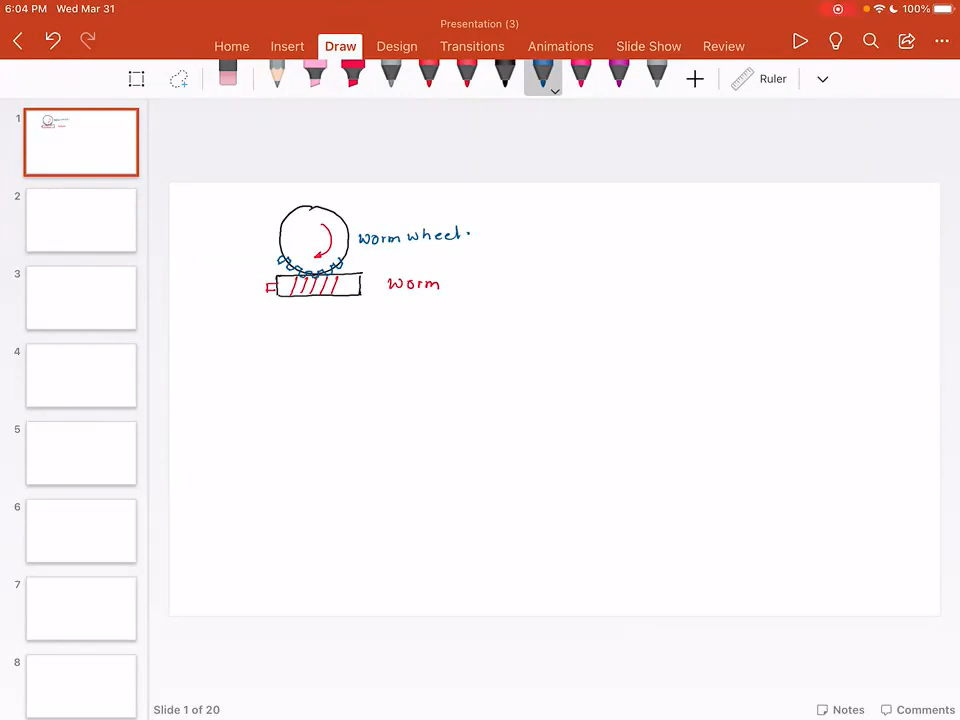 6:04 PM Wed Mar 31
100%
Presentation (3)
Home Insert Draw Design Transitions Animations Slide Show Review
Ruler
1
2
3
4
5
6
7
8
worm wheel.
worm
Slide 1 of 20
Notes Comments